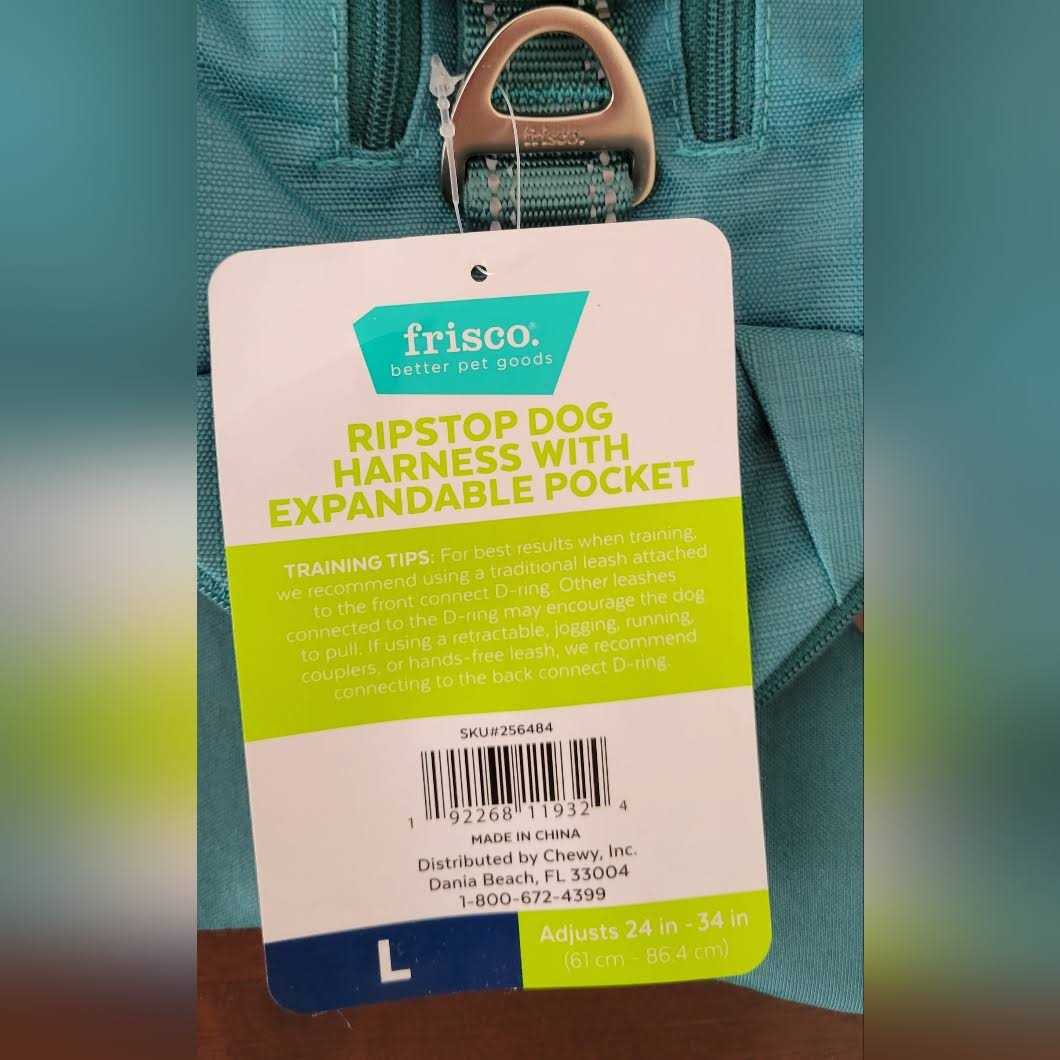 frisco.
frisco.
better pet goods
RIPSTOP DOG
HARNESS WITH
EXPANDABLE POCKET
TRAINING TIPS: For best results when training,
we recommend using a traditional leash attached
to the front connect D-ring. Other leashes
connected to the D-ring may encourage the dog
to pull. If using a retractable, jogging, running,
couplers, or hands-free leash, we recommend
connecting to the back connect D-ring.
SKU#256484
1 92268 11932 4
MADE IN CHINA
Distributed by Chewy, Inc.
Dania Beach, FL 33004
1-800-672-4399
L
Adjusts 24 in - 34 in
(61 cm - 86.4 cm)